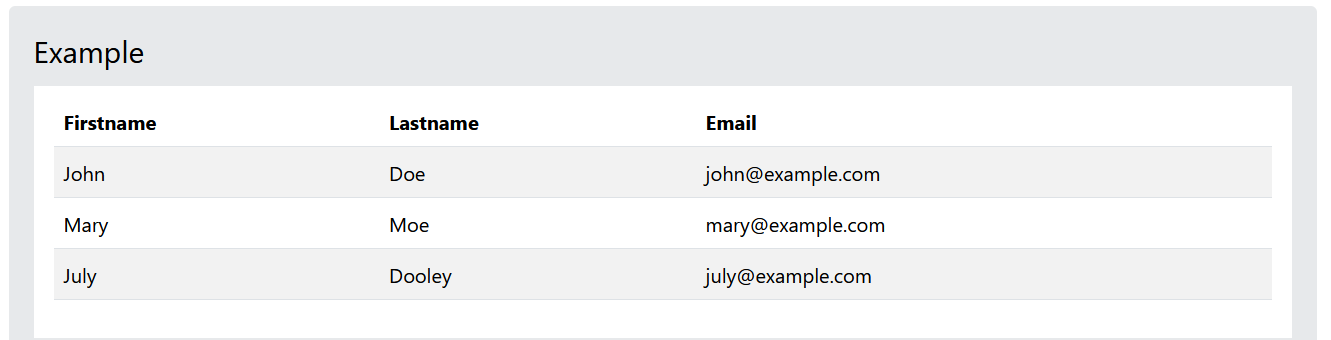 Example
Firstname Lastname Email
John Doe john@example.com
Mary Moe mary@example.com
July Dooley july@example.com